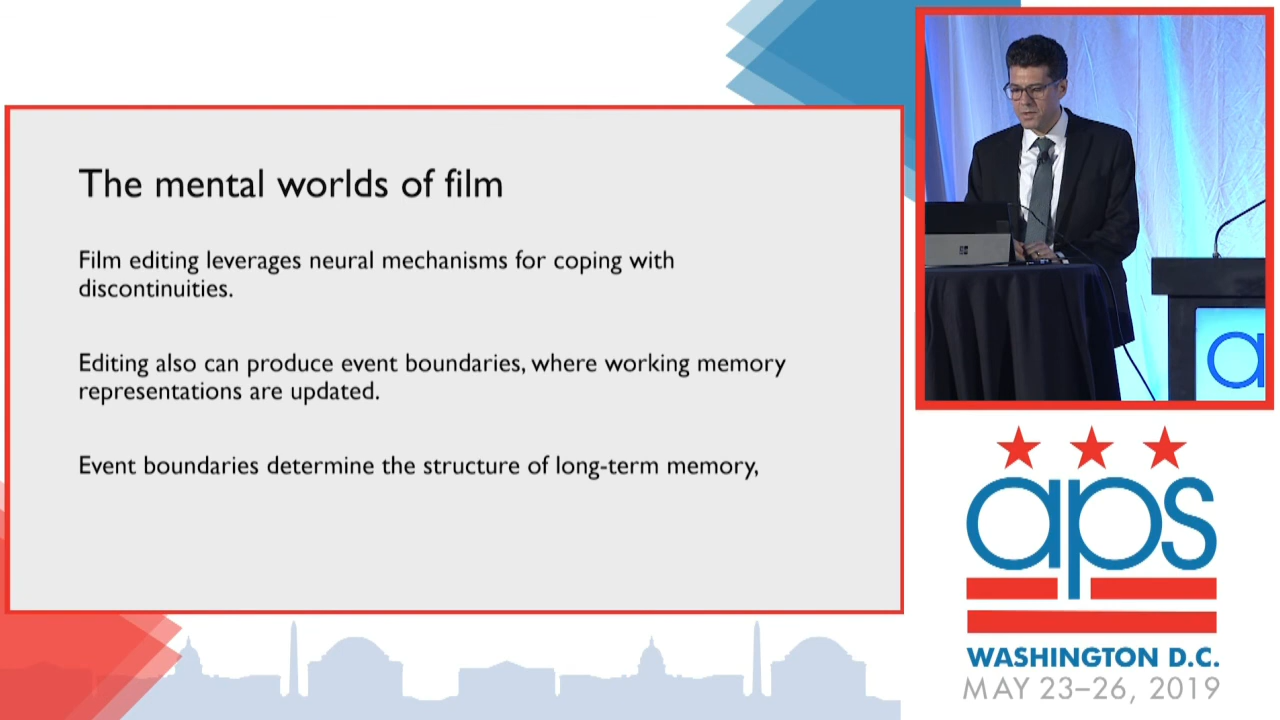 The mental worlds of film
Film editing leverages neural mechanisms for coping with
discontinuities.
Editing also can produce event boundaries, where working memory
representations are updated.
Event boundaries determine the structure of long-term memory,
a
aps
WASHINGTON D.C.
MAY 23–26, 2019